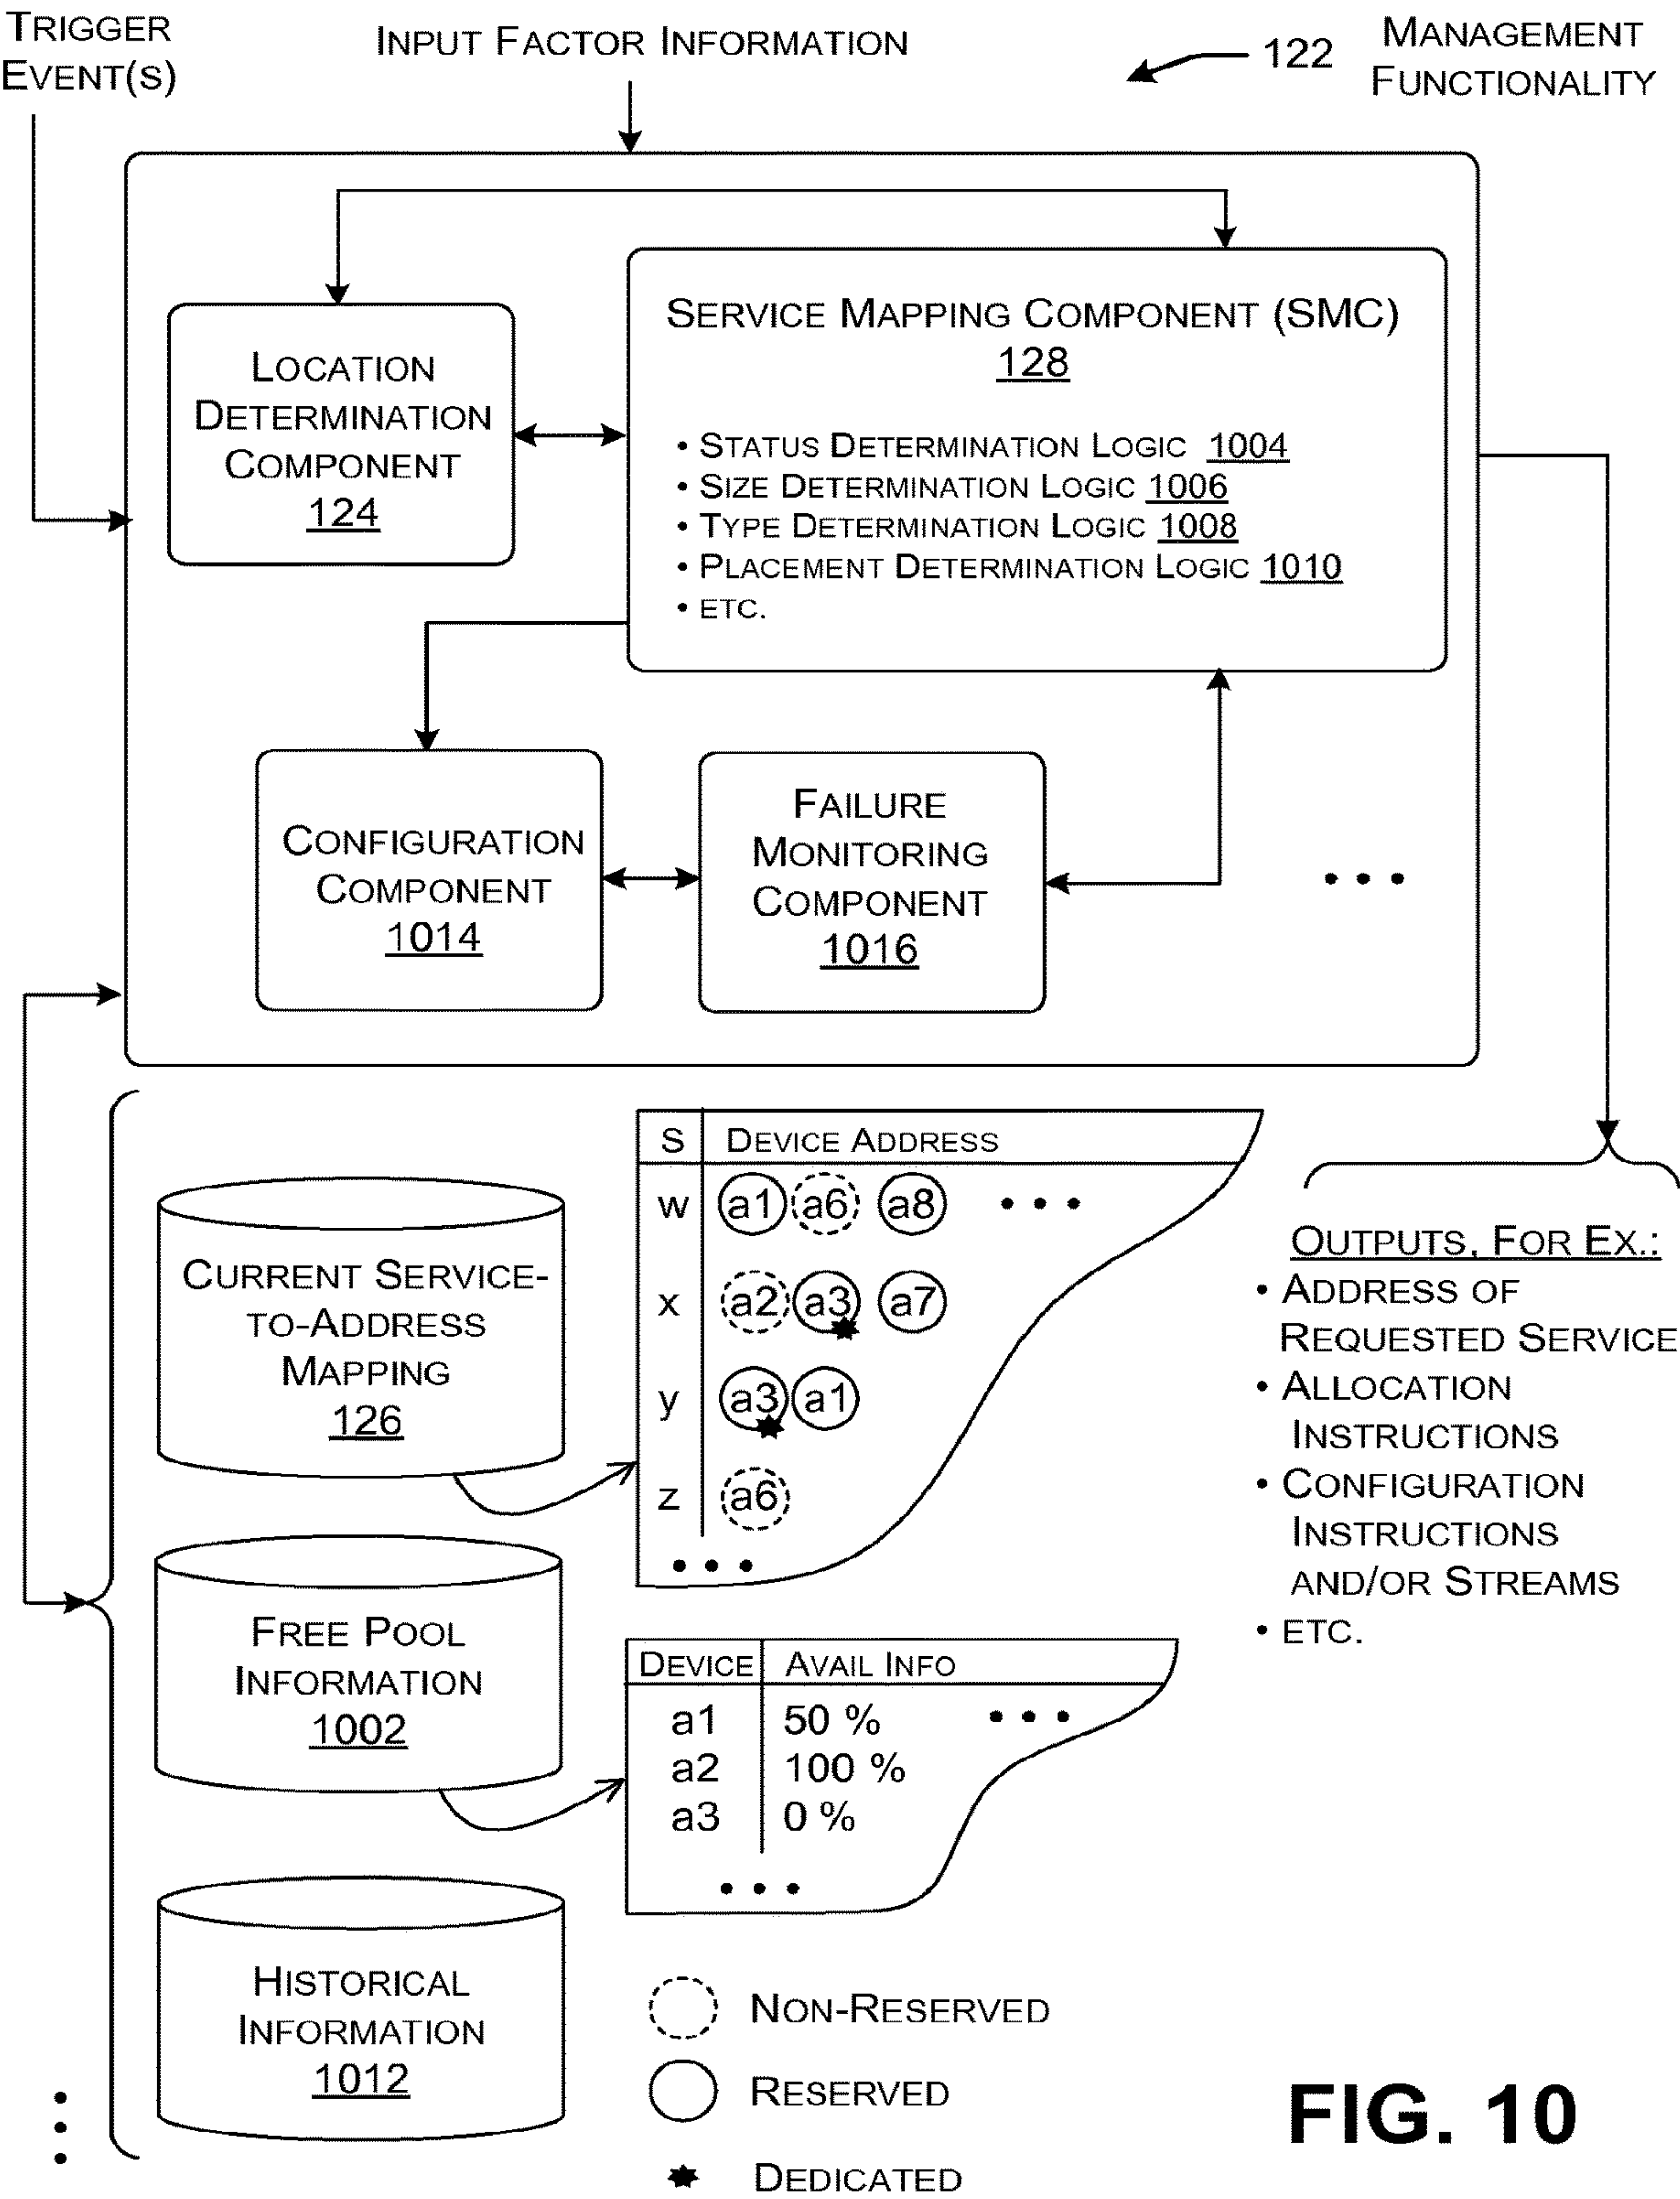 TRIGGER
EVENT(S)
INPUT FACTOR INFORMATION
122
MANAGEMENT
FUNCTIONALITY
LOCATION
DETERMINATION
COMPONENT
124
SERVICE MAPPING COMPONENT (SMC)
128
• STATUS DETERMINATION LOGIC 1004
• SIZE DETERMINATION LOGIC 1006
• TYPE DETERMINATION LOGIC 1008
• PLACEMENT DETERMINATION LOGIC 1010
• ETC.
CONFIGURATION
COMPONENT
1014
FAILURE
MONITORING
COMPONENT
1016
• • •
CURRENT SERVICE-
TO-ADDRESS
MAPPING
126
S DEVICE ADDRESS
w a1 a6 a8 • • •
x a2 a3 a7
y a3 a1
z a6
• • •
OUTPUTS, FOR EX.:
• ADDRESS OF
REQUESTED SERVICE
• ALLOCATION
INSTRUCTIONS
• CONFIGURATION
INSTRUCTIONS
AND/OR STREAMS
• ETC.
FREE POOL
INFORMATION
1002
DEVICE AVAIL INFO
a1 50 % • • •
a2 100 %
a3 0 %
• • •
HISTORICAL
INFORMATION
1012
NON-RESERVED
RESERVED
DEDICATED
FIG. 10